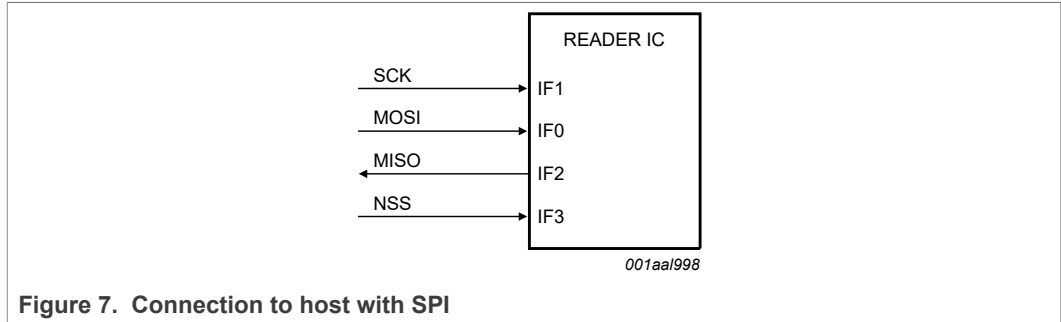 READER IC
SCK
IF1
MOSI
IF0
MISO
IF2
NSS
IF3
001aal998
Figure 7. Connection to host with SPI